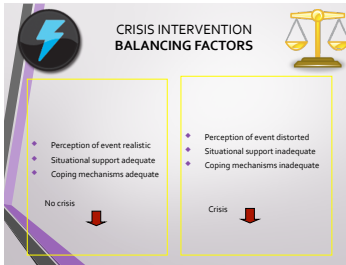 CRISIS INTERVENTION
BALANCING FACTORS
Perception of event realistic
Situational support adequate
Coping mechanisms adequate
No crisis
Perception of event distorted
Situational support inadequate
Coping mechanisms inadequate
Crisis